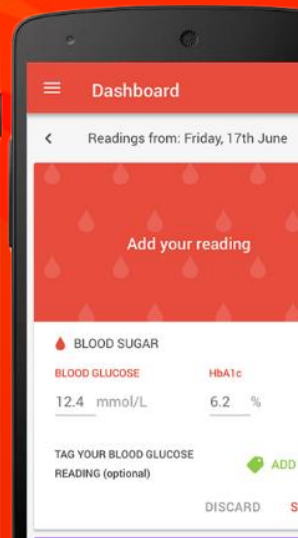 Dashboard
Readings from: Friday, 17th June
Add your reading
BLOOD SUGAR
BLOOD GLUCOSE HbA1c
12.4 mmol/L 6.2 %
TAG YOUR BLOOD GLUCOSE
READING (optional)
ADD
DISCARD